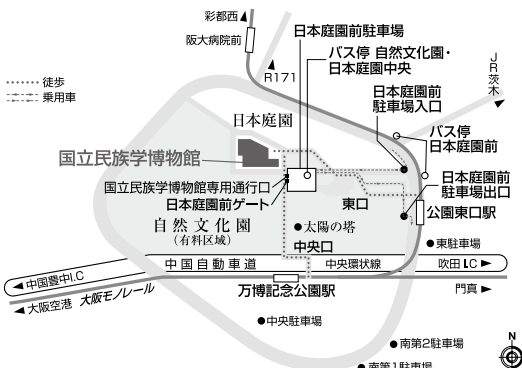 彩都西
阪大病院前
R171
徒歩
乗用車
日本庭園前駐車場
バス停 自然文化園・
日本庭園中央
JR茨木
日本庭園前
駐車場入口
バス停
日本庭園前
日本庭園
国立民族学博物館
国立民族学博物館専用通行口
日本庭園前ゲート
日本庭園前
駐車場出口
東口
公園東口駅
自然文化園
(有料区域)
太陽の塔
中央口
東駐車場
中国自動車道
中央環状線
吹田I.C
中国豊中I.C
大阪空港
大阪モノレール
万博記念公園駅
門真
中央駐車場
南第2駐車場
南第1駐車場
N